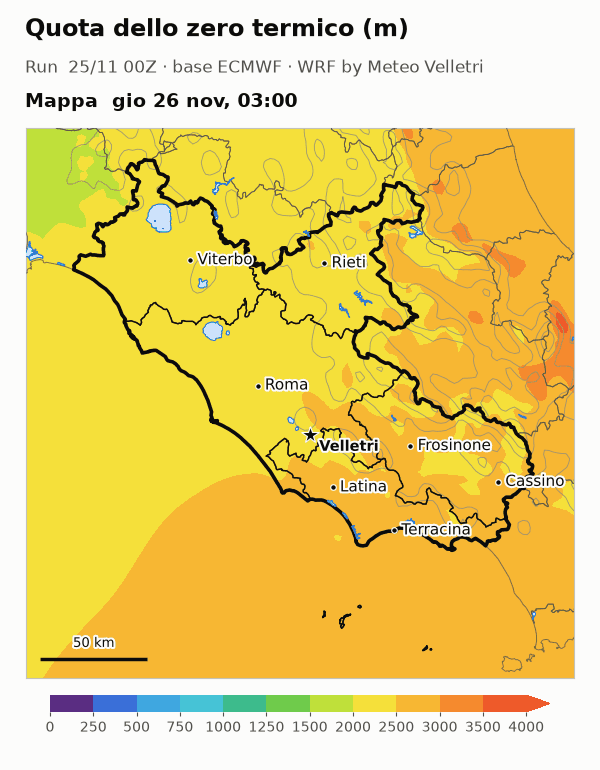 Quota dello zero termico (m)
Run 25/11 00Z · base ECMWF · WRF by Meteo Velletri
Mappa gio 26 nov, 03:00
Viterbo
Rieti
Roma
Velletri
Frosinone
Latina
Cassino
Terracina
50 km
0 250 500 750 1000 1250 1500 2000 2500 3000 3500 4000